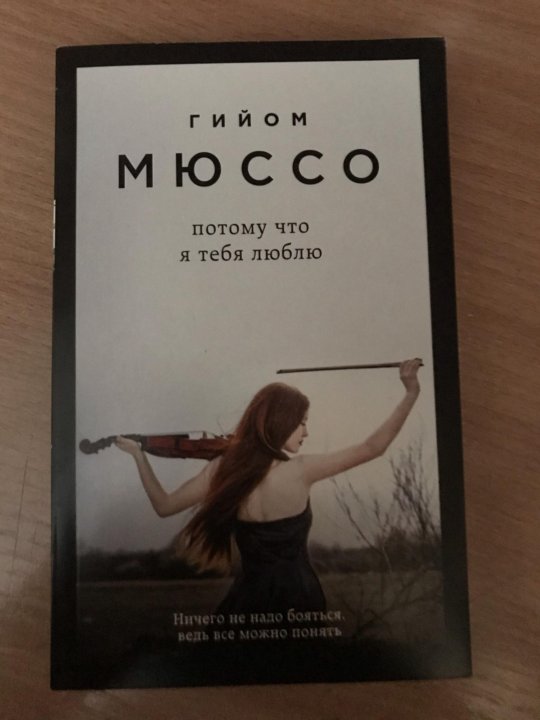 ГИЙОМ
МЮССО
потому что
я тебя люблю
Ничего не надо бояться,
ведь все можно понять